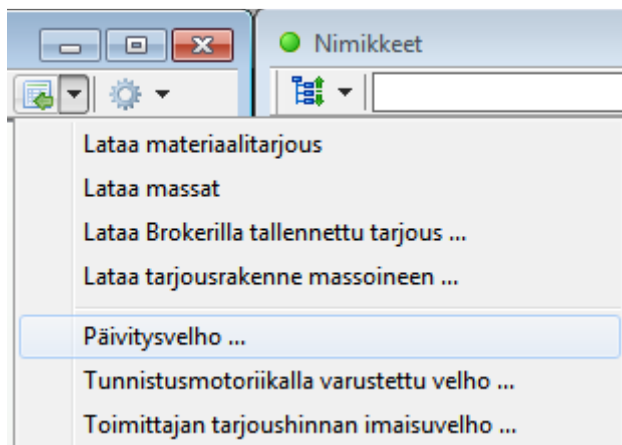 Nimikkeet
Lataa materiaalitarjous
Lataa massat
Lataa Brokerilla tallennettu tarjous ...
Lataa tarjousrakenne massoineen ...
Päivitysvelho ...
Tunnistusmotoriikalla varustettu velho ...
Toimittajan tarjoushinnan imaisuvelho ...